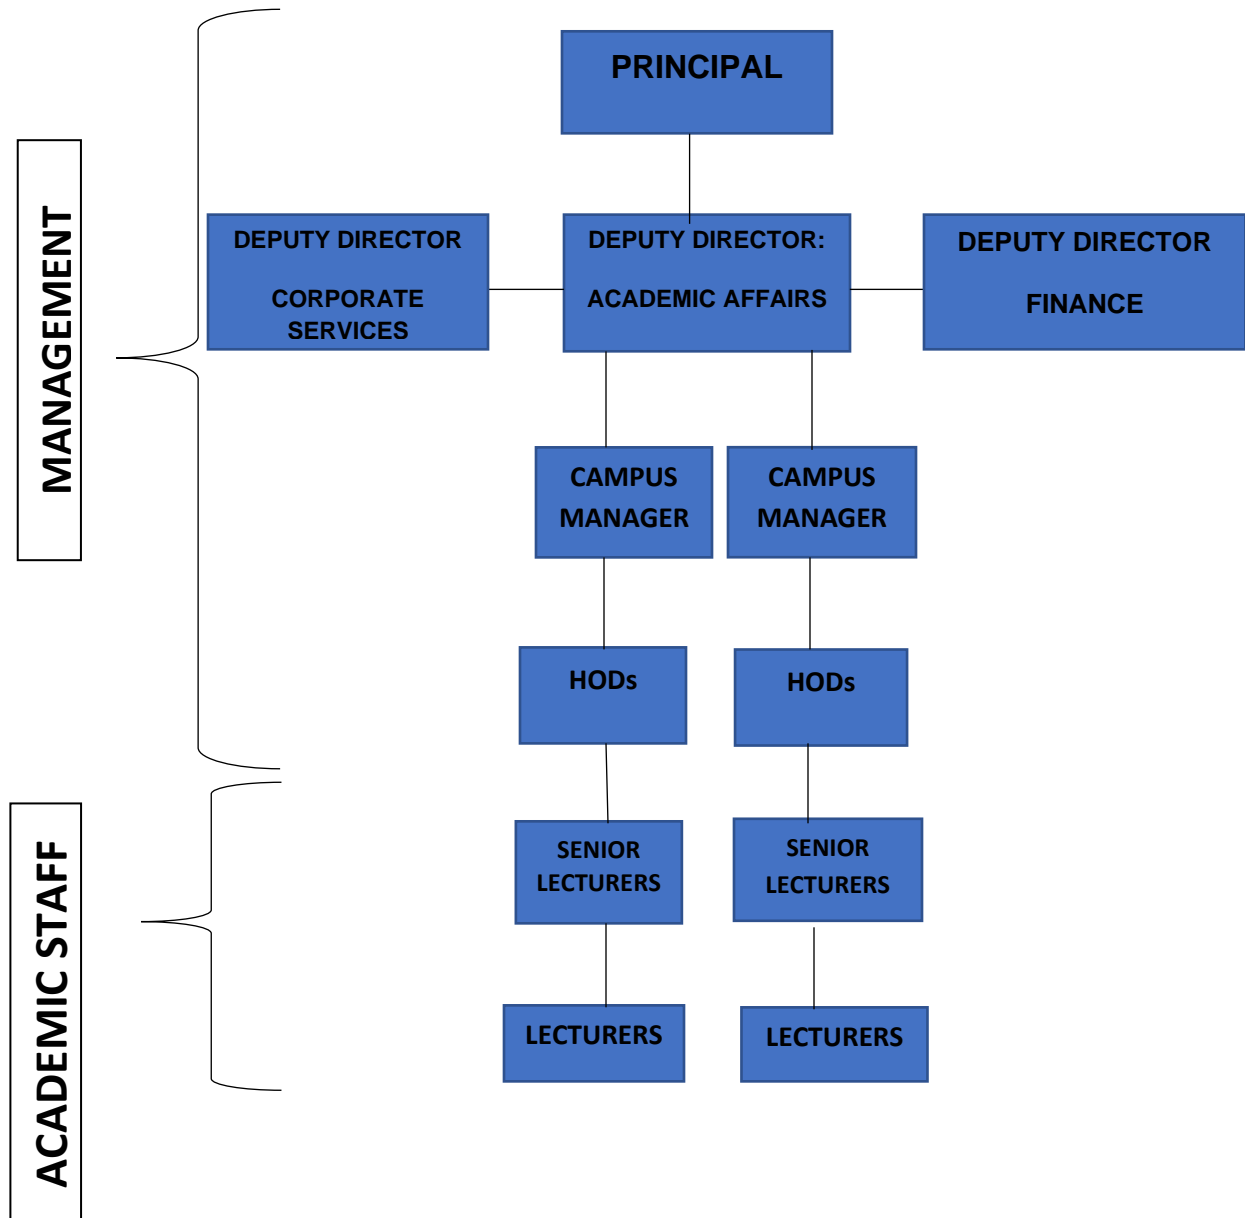 PRINCIPAL
MANAGEMENT
DEPUTY DIRECTOR
CORPORATE
SERVICES
DEPUTY DIRECTOR:
ACADEMIC AFFAIRS
DEPUTY DIRECTOR
FINANCE
CAMPUS
MANAGER
CAMPUS
MANAGER
HODs
HODs
ACADEMIC STAFF
SENIOR
LECTURERS
SENIOR
LECTURERS
LECTURERS
LECTURERS